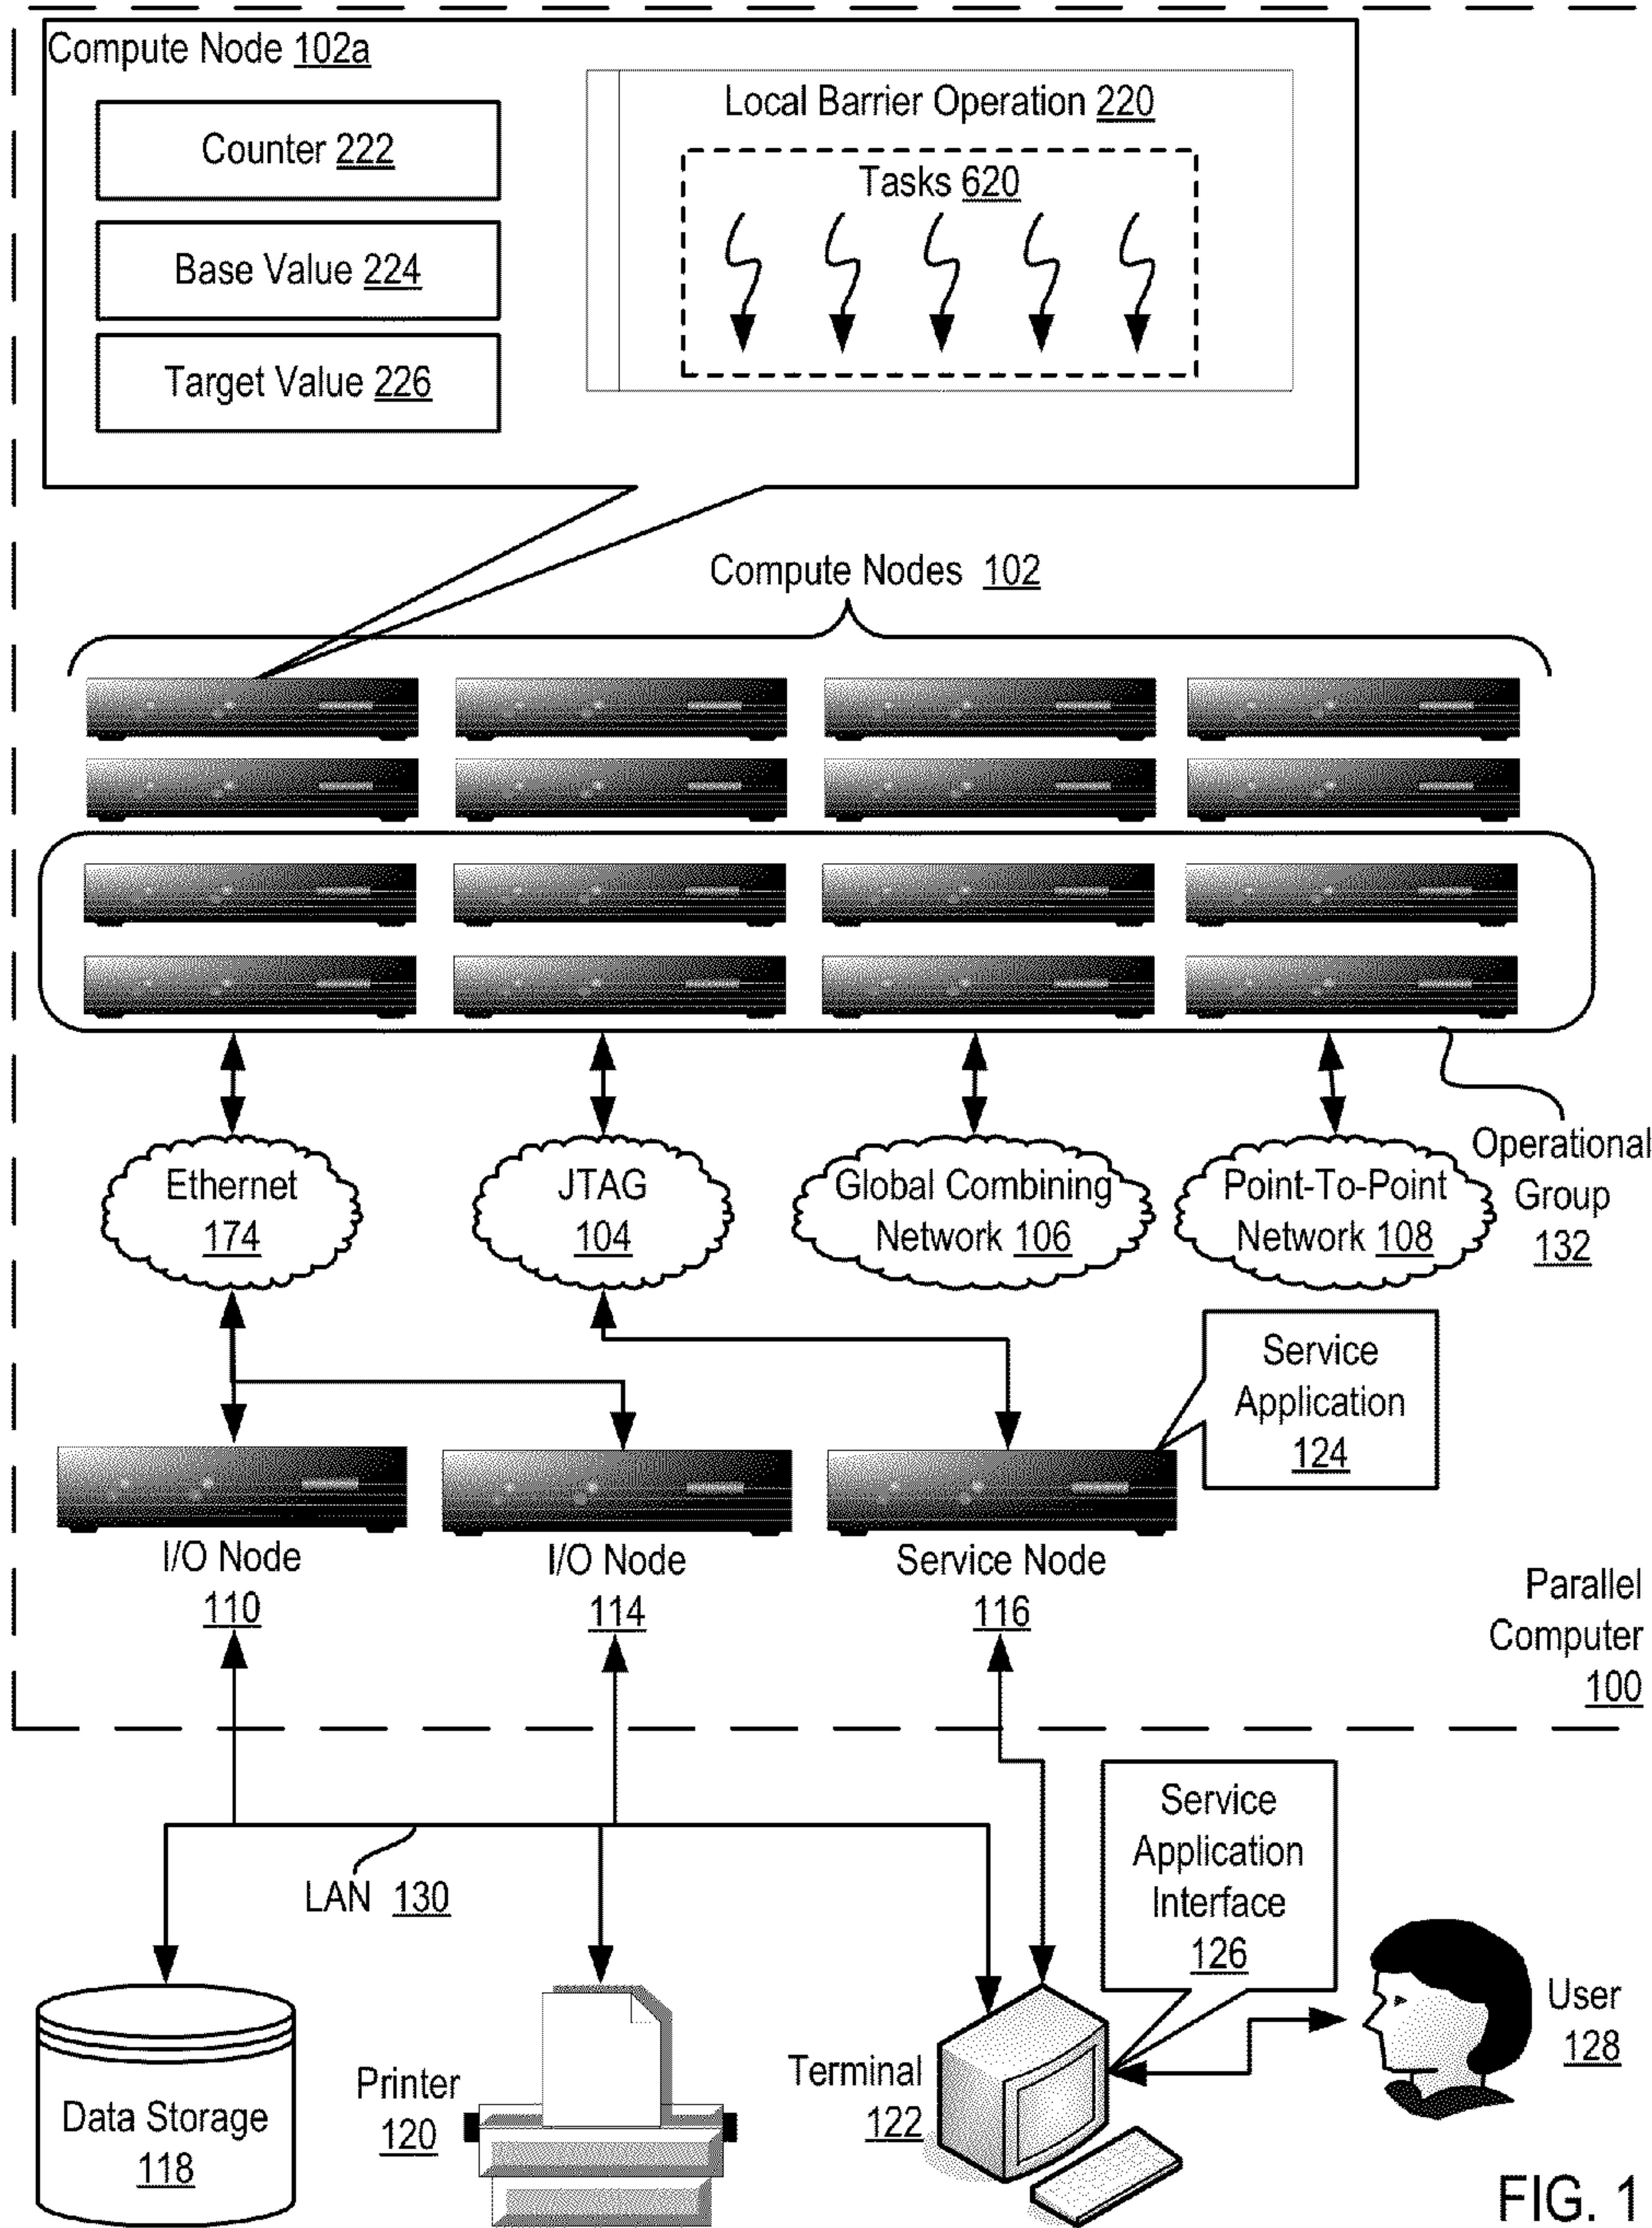 Compute Node 102a
Counter 222
Base Value 224
Target Value 226
Local Barrier Operation 220
Tasks 620
Compute Nodes 102
Ethernet
174
JTAG
104
Global Combining
Network 106
Point-To-Point
Network 108
Operational
Group
132
Service
Application
124
I/O Node
110
I/O Node
114
Service Node
116
Parallel
Computer
100
LAN 130
Service
Application
Interface
126
Data Storage
118
Printer
120
Terminal
122
User
128
FIG. 1